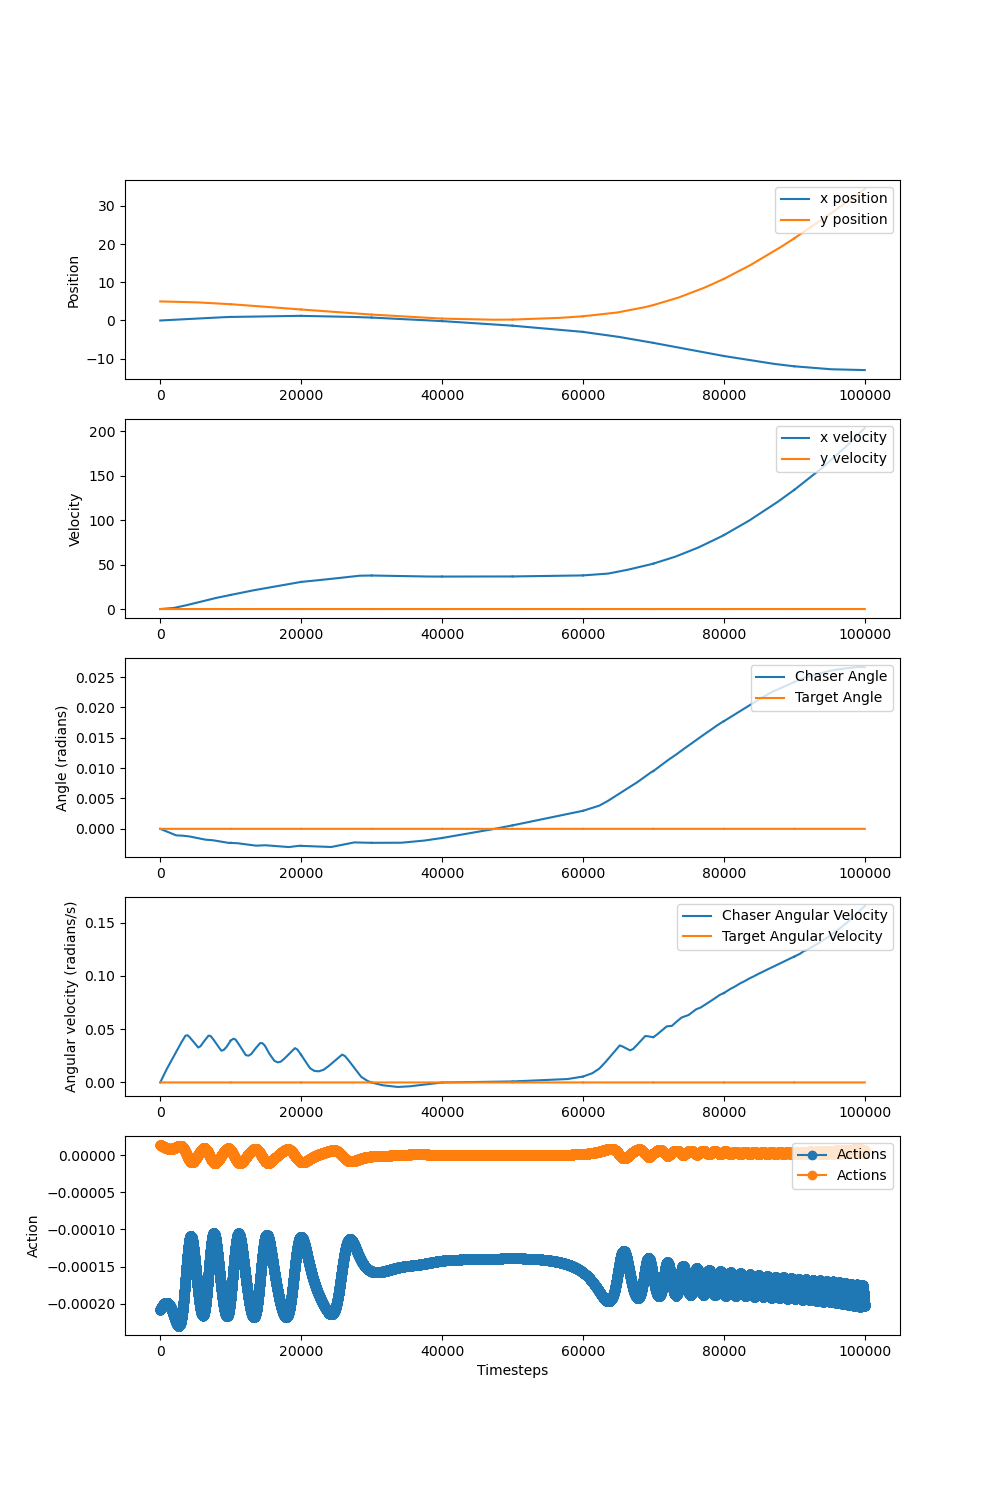 30
20
10
0
−10
Position
x position
y position
0 20000 40000 60000 80000 100000
200
150
100
50
0
Velocity
x velocity
y velocity
0 20000 40000 60000 80000 100000
0.025
0.020
0.015
0.010
0.005
0.000
Angle (radians)
Chaser Angle
Target Angle
0 20000 40000 60000 80000 100000
0.15
0.10
0.05
0.00
Angular velocity (radians/s)
Chaser Angular Velocity
Target Angular Velocity
0 20000 40000 60000 80000 100000
0.00000
−0.00005
−0.00010
−0.00015
−0.00020
Action
Actions
Actions
0 20000 40000 60000 80000 100000
Timesteps